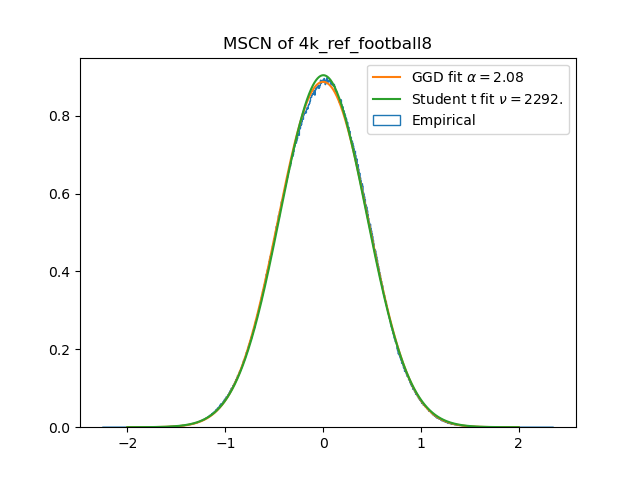 MSCN of 4k_ref_football8
GGD fit α = 2.08
Student t fit ν = 2292.
Empirical
0.8
0.6
0.4
0.2
0.0
−2
−1
0
1
2